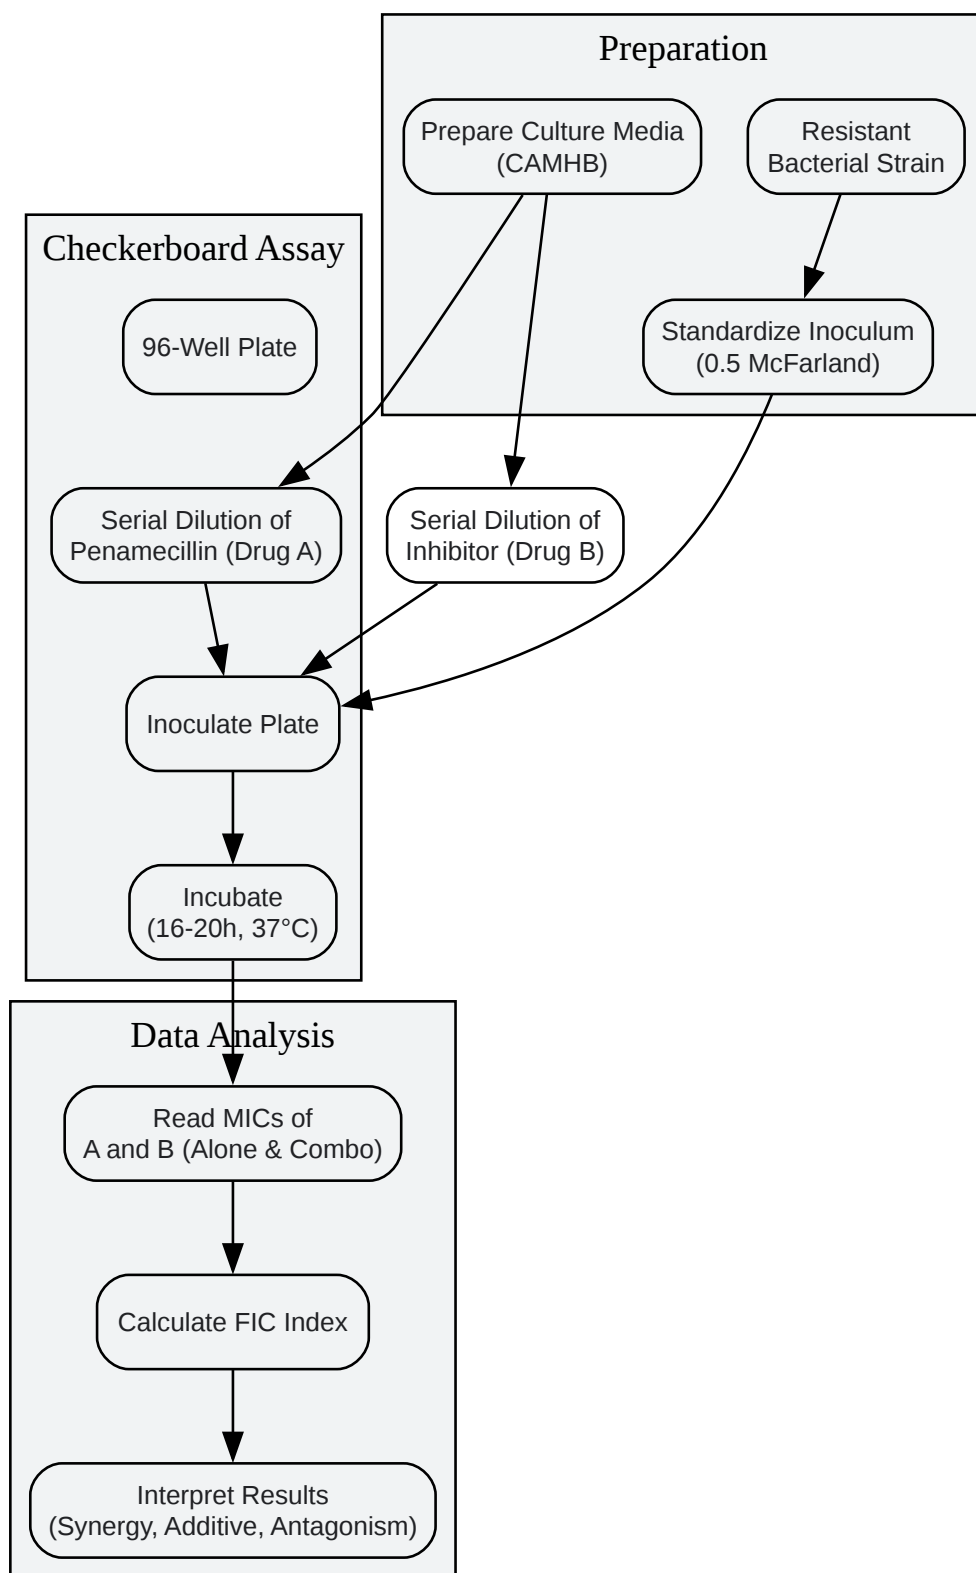 Preparation
Prepare Culture Media
(CAMHB)
Resistant
Bacterial Strain
Checkerboard Assay
96-Well Plate
Standardize Inoculum
(0.5 McFarland)
Serial Dilution of
Penamecillin (Drug A)
Serial Dilution of
Inhibitor (Drug B)
Inoculate Plate
Incubate
(16-20h, 37°C)
Data Analysis
Read MICs of
A and B (Alone & Combo)
Calculate FIC Index
Interpret Results
(Synergy, Additive, Antagonism)